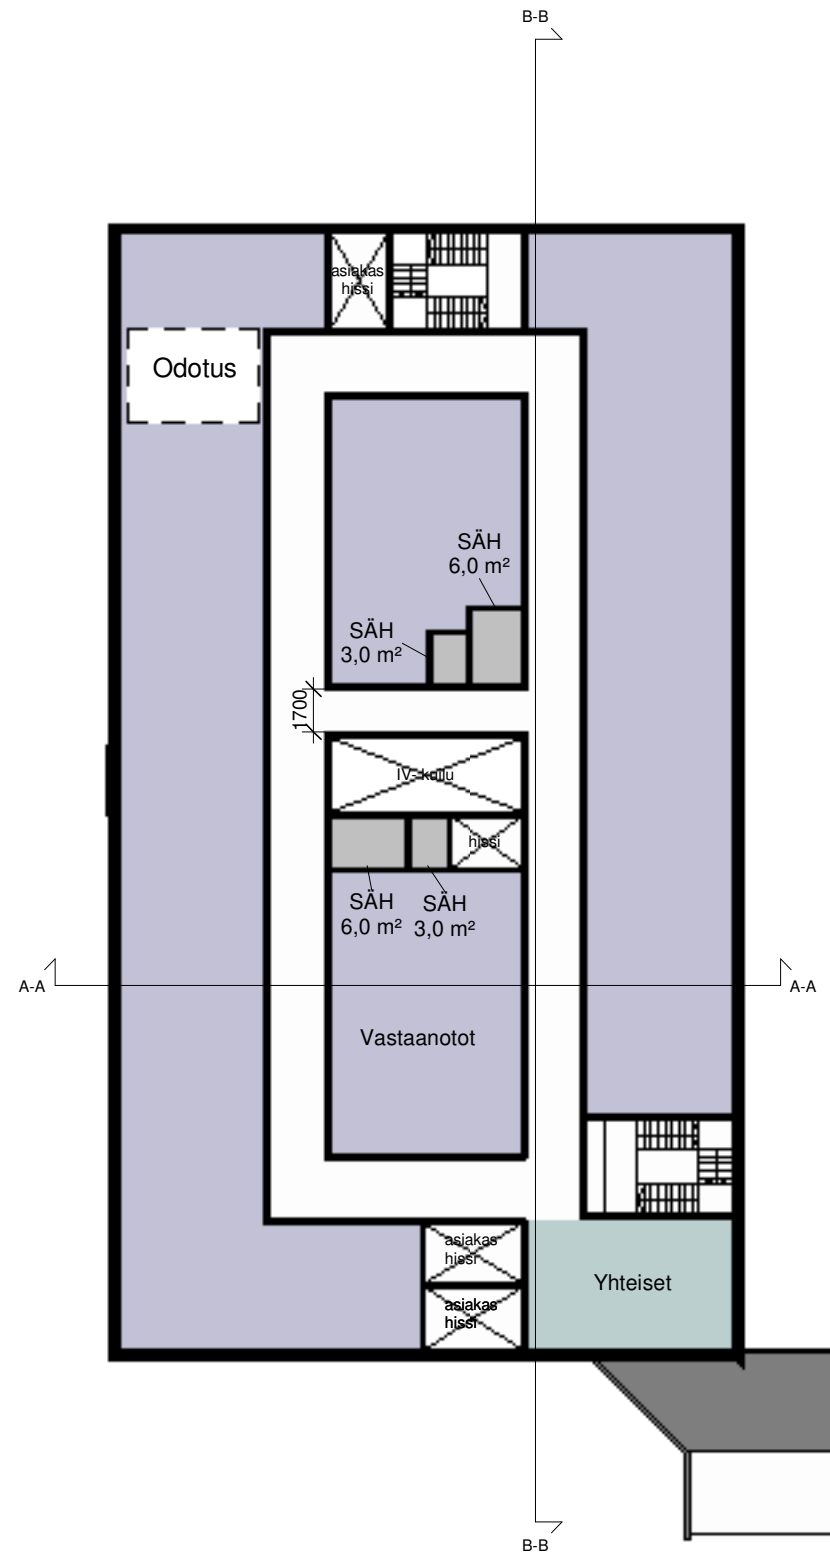 B-B
asiakas
hissi
Odotus
SÄH
6,0 m²
SÄH
3,0 m²
1700
IV-kuilu
hissi
SÄH
6,0 m²
SÄH
3,0 m²
A-A
A-A
Vastaanotot
asiakas
hissi
Yhteiset
asiakas
hissi
B-B